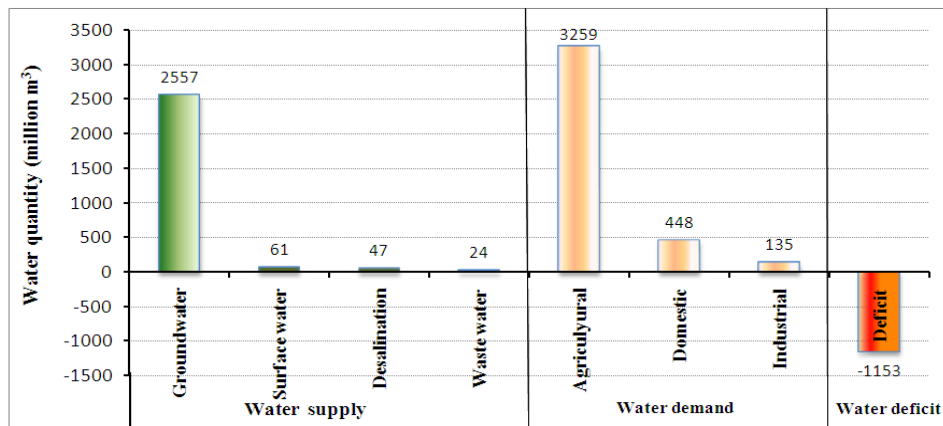 Water quantity (million m³)
3500
3000
2500
2000
1500
1000
500
0
-500
-1000
-1500
2557
61
47
24
3259
448
135
-1153
Groundwater
Surface water
Desalination
Waste water
Agriculyural
Domestic
Industrial
Deficit
Water supply
Water demand
Water deficit